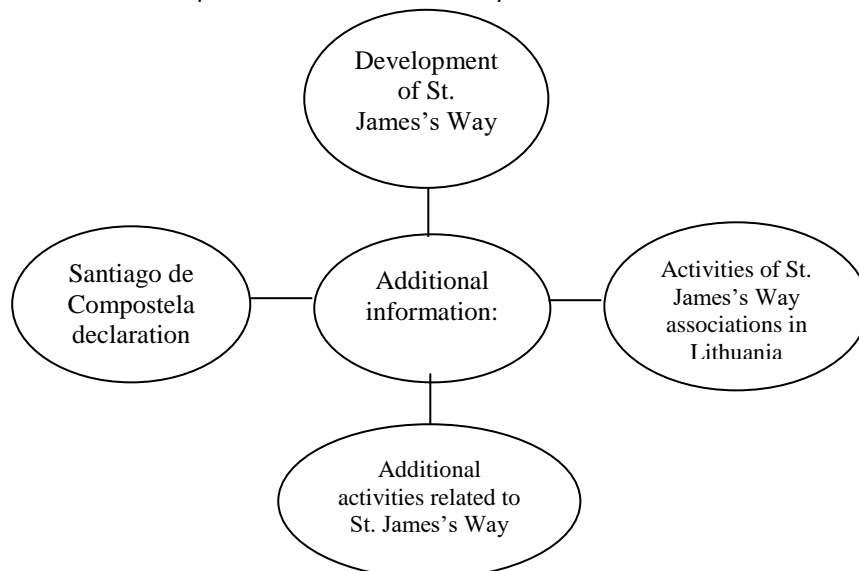 Development
of St.
James's Way
Santiago de
Compostela
declaration
Additional
information:
Activities of St.
James's Way
associations in
Lithuania
Additional
activities related to
St. James's Way